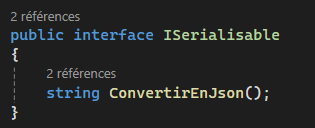 2 références
public interface ISerialisable
{
2 références
string ConvertirEnJson();
}